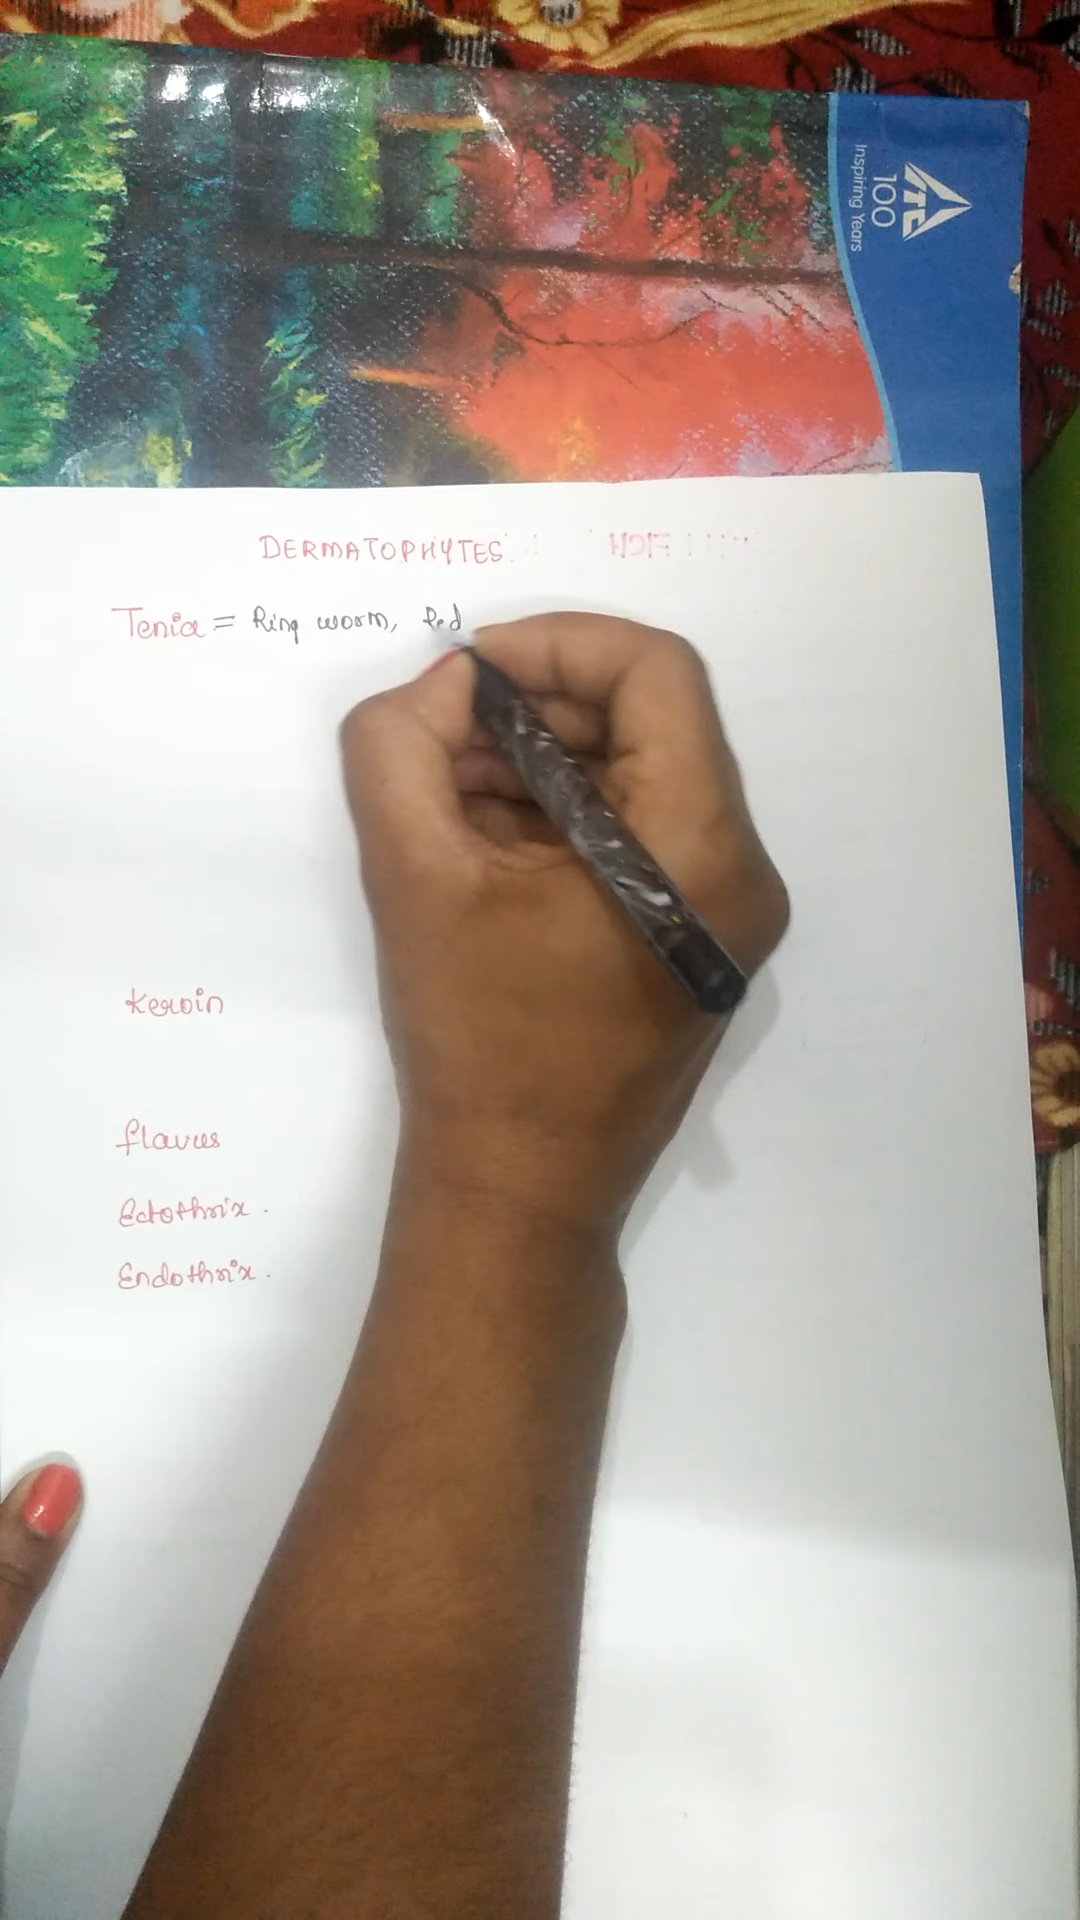 ITC
100
Inspiring Years
DERMATOPHYTES
Tenia = Ring worm, Red
Kerion
flavus
Ectothrix.
Endothrix.